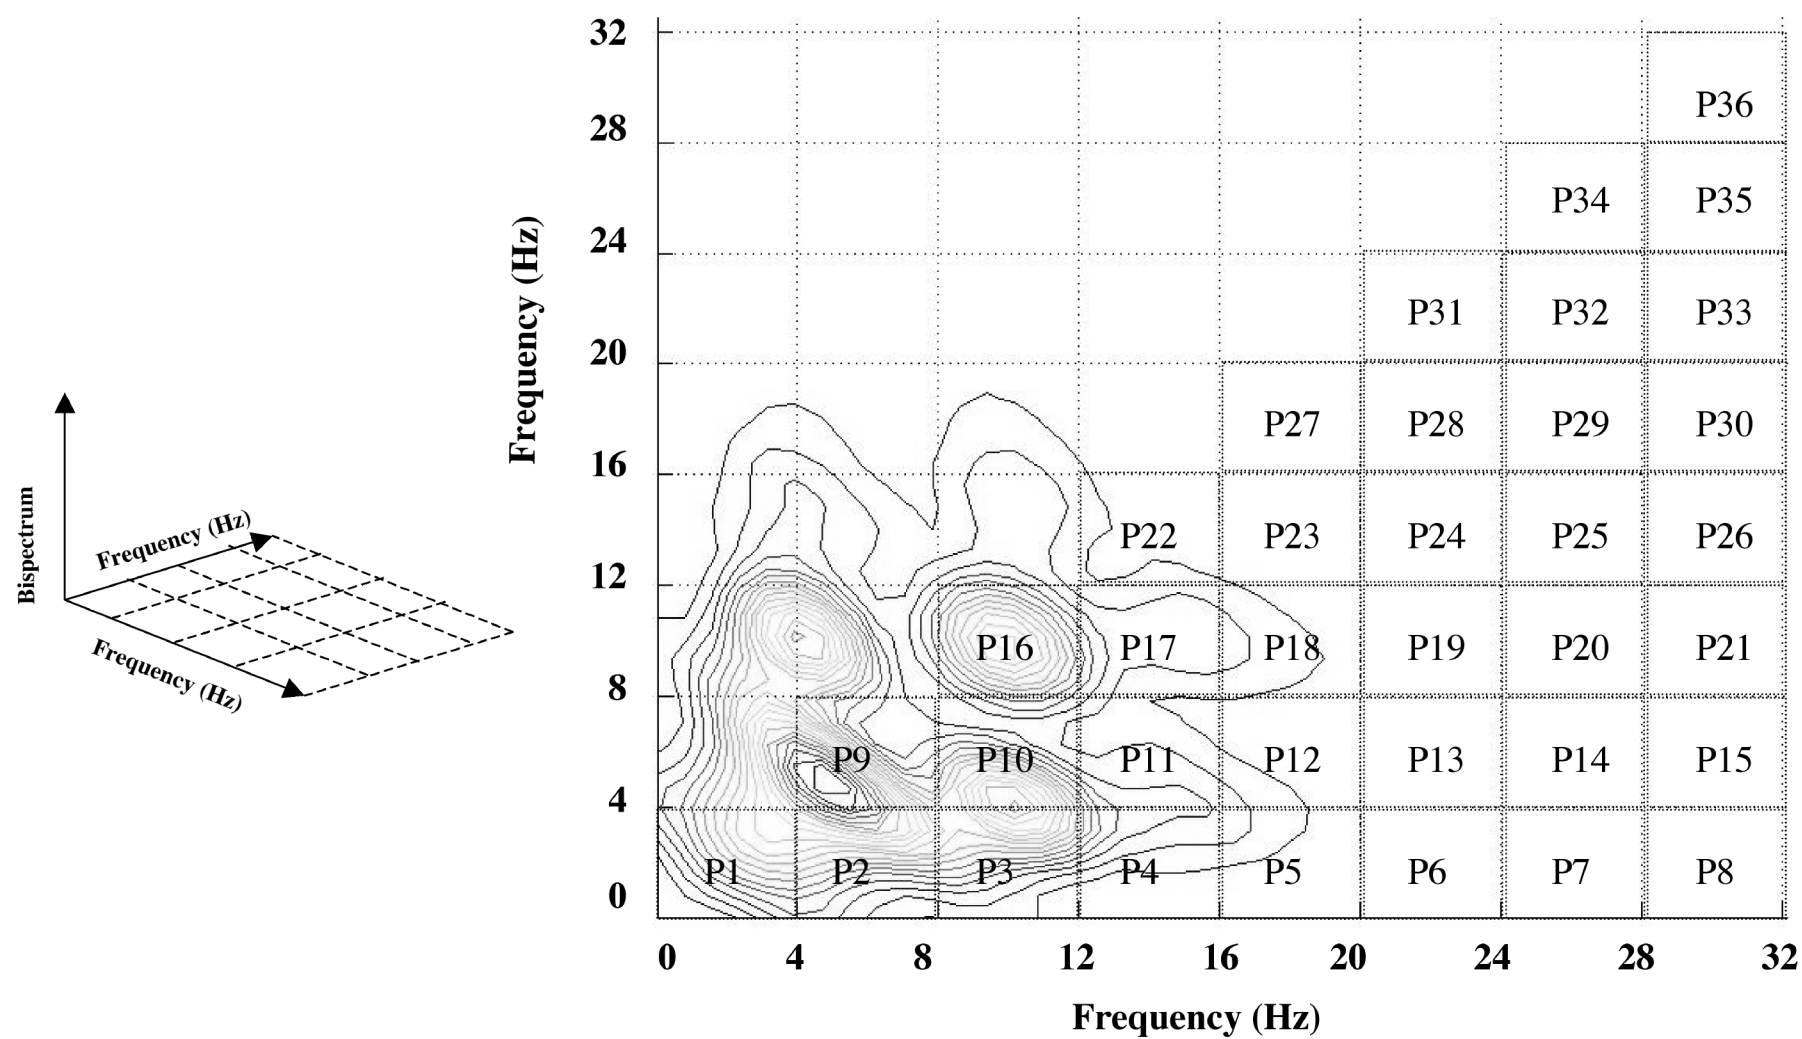 Bispectrum
Frequency (Hz)
Frequency (Hz)
Frequency (Hz)
32
28
24
20
16
12
8
4
0
P36
P34 P35
P31 P32 P33
P27 P28 P29 P30
P22 P23 P24 P25 P26
P16 P17 P18 P19 P20 P21
P9 P10 P11 P12 P13 P14 P15
P1 P2 P3 P4 P5 P6 P7 P8
0 4 8 12 16 20 24 28 32
Frequency (Hz)